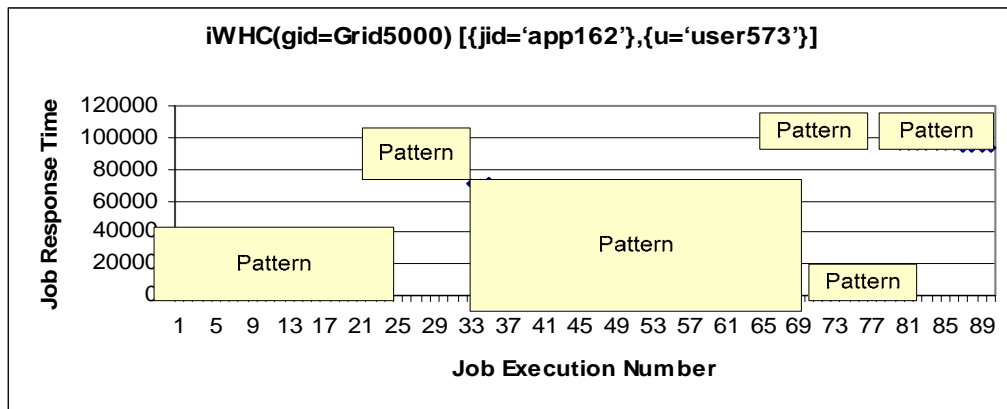 iWHC(gid=Grid5000) [{jid=‘app162’},{u=‘user573’}]
Job Response Time
120000
100000
80000
60000
40000
20000
0
Pattern
Pattern
Pattern
Pattern
Pattern
Pattern
1 5 9 13 17 21 25 29 33 37 41 45 49 53 57 61 65 69 73 77 81 85 89
Job Execution Number